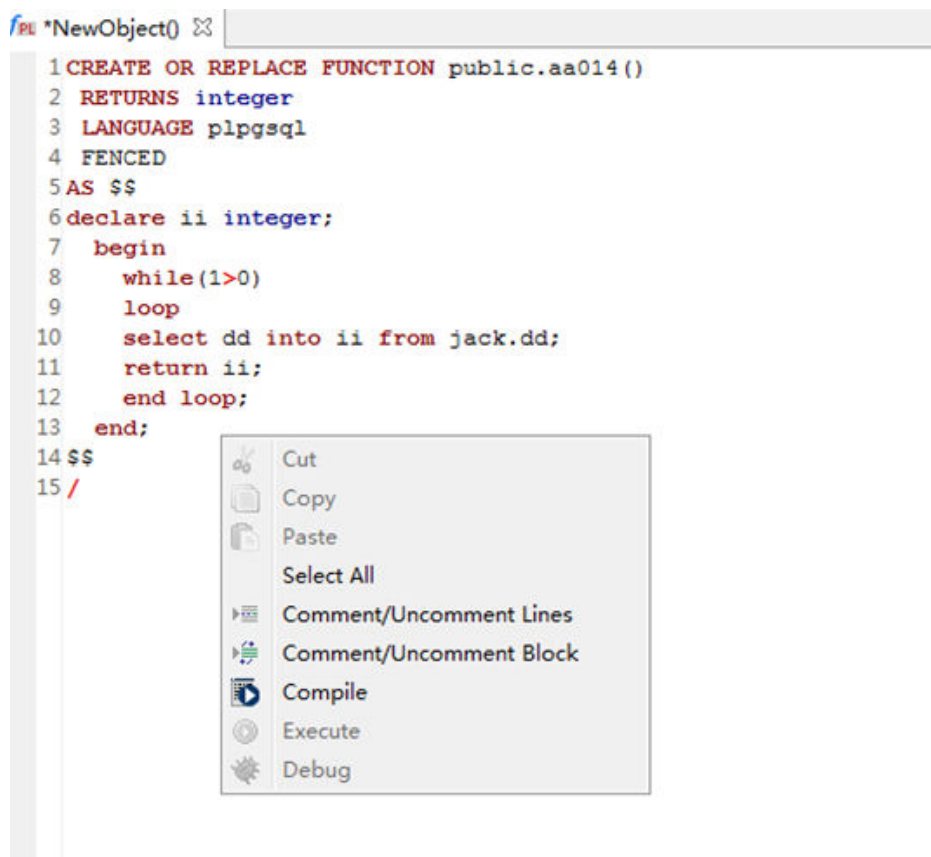 PL *NewObject()
1 CREATE OR REPLACE FUNCTION public.aa014()
2 RETURNS integer
3 LANGUAGE plpgsql
4 FENCED
5 AS $$
6 declare ii integer;
7 begin
8 while(1>0)
9 loop
10 select dd into ii from jack.dd;
11 return ii;
12 end loop;
13 end;
14 $$
15 /
Cut
Copy
Paste
Select All
Comment/Uncomment Lines
Comment/Uncomment Block
Compile
Execute
Debug